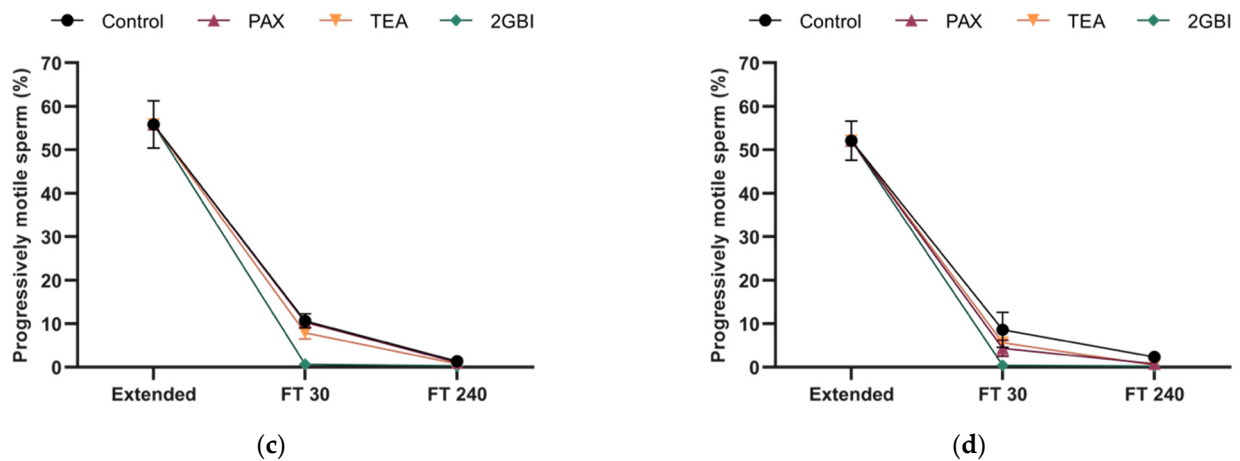 Control PAX TEA 2GBI
Progressively motile sperm (%)
70
60
50
40
30
20
10
0
Extended FT 30 FT 240
(c)
Control PAX TEA 2GBI
Progressively motile sperm (%)
70
60
50
40
30
20
10
0
Extended FT 30 FT 240
(d)